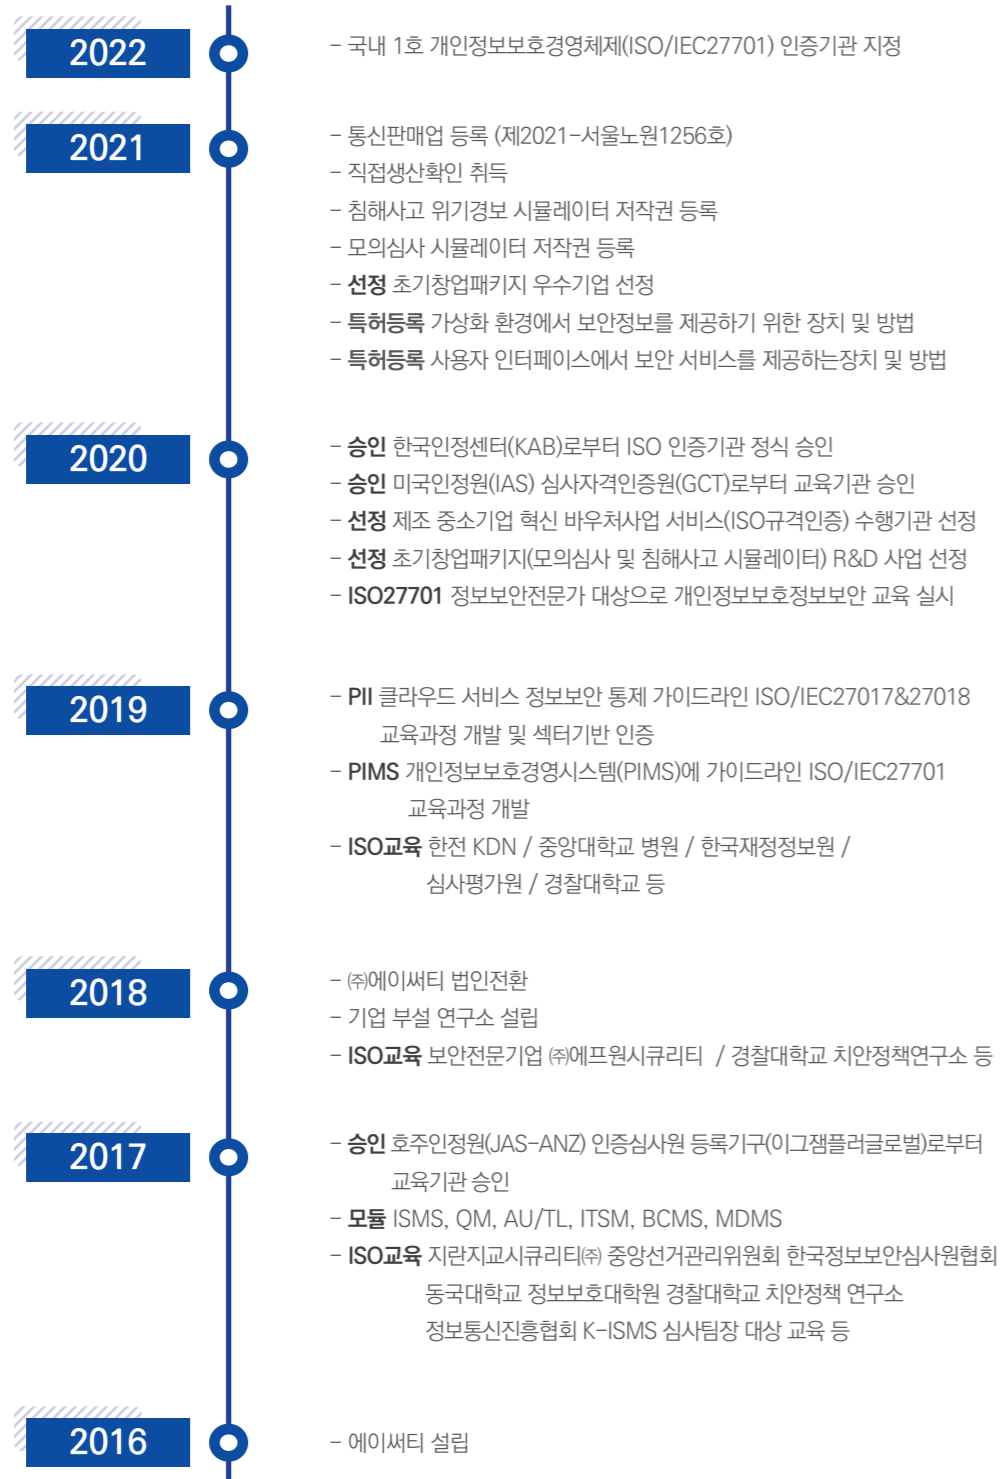 2022
- 국내 1호 개인정보보호경영체제(ISO/IEC27701) 인증기관 지정
2021
- 통신판매업 등록 (제2021-서울노원1256호)
- 직접생산확인 취득
- 침해사고 위기경보 시뮬레이터 저작권 등록
- 모의심사 시뮬레이터 저작권 등록
- 선정 초기창업패키지 우수기업 선정
- 특허등록 가상화 환경에서 보안정보를 제공하기 위한 장치 및 방법
- 특허등록 사용자 인터페이스에서 보안 서비스를 제공하는장치 및 방법
2020
- 승인 한국인정센터(KAB)로부터 ISO 인증기관 정식 승인
- 승인 미국인정원(IAS) 심사자격인증원(GCT)로부터 교육기관 승인
- 선정 제조 중소기업 혁신 바우처사업 서비스(ISO규격인증) 수행기관 선정
- 선정 초기창업패키지(모의심사 및 침해사고 시뮬레이터) R&D 사업 선정
- ISO27701 정보보안전문가 대상으로 개인정보보호정보보안 교육 실시
2019
- PII 클라우드 서비스 정보보안 통제 가이드라인 ISO/IEC27017&27018
교육과정 개발 및 섹터기반 인증
- PIMS 개인정보보호경영시스템(PIMS)에 가이드라인 ISO/IEC27701
교육과정 개발
- ISO교육 한전 KDN / 중앙대학교 병원 / 한국재정정보원 /
심사평가원 / 경찰대학교 등
2018
- ㈜에이써티 법인전환
- 기업 부설 연구소 설립
- ISO교육 보안전문기업 ㈜에프원시큐리티 / 경찰대학교 치안정책연구소 등
2017
- 승인 호주인정원(JAS-ANZ) 인증심사원 등록기구(이그잼플러글로벌)로부터
교육기관 승인
- 모듈 ISMS, QM, AU/TL, ITSM, BCMS, MDMS
- ISO교육 지란지교시큐리티㈜ 중앙선거관리위원회 한국정보보안심사원협회
동국대학교 정보보호대학원 경찰대학교 치안정책 연구소
정보통신진흥협회 K-ISMS 심사팀장 대상 교육 등
2016
- 에이써티 설립